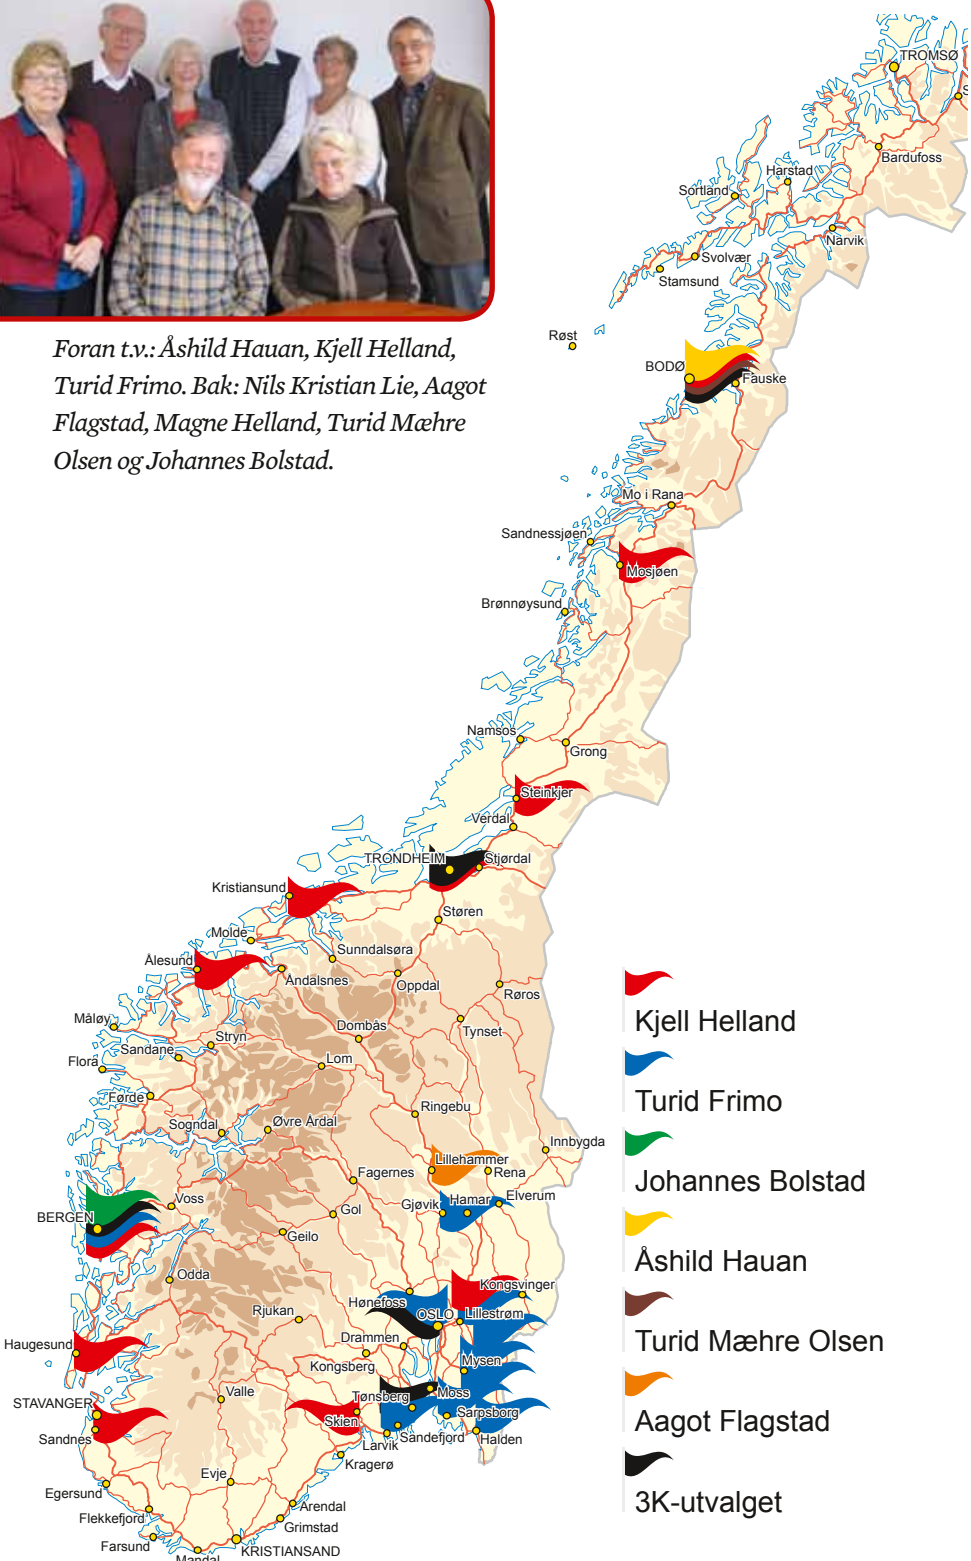 Foran t.v.: Åshild Hauan, Kjell Helland,
Turid Frimo. Bak: Nils Kristian Lie, Aagot
Flagstad, Magne Helland, Turid Mæhre
Olsen og Johannes Bolstad.
TROMSØ
Bardufoss
Harstad
Sortland
Narvik
Svolvær
Stamsund
Røst
BODØ
Fauske
Mo i Rana
Sandnessjøen
Mosjøen
Brønnøysund
Namsos
Grong
Steinkjer
Verdal
TRONDHEIM
Stjørdal
Kristiansund
Støren
Molde
Sunndalsøra
Ålesund
Åndalsnes
Oppdal
Røros
Måløy
Dombås
Tynset
Stryn
Sandane
Florø
Lom
Førde
Ringebu
Sogndal
Øvre Årdal
Innbygda
Lillehammer
Fagernes
Rena
Voss
Gjøvik
Hamar
Elverum
BERGEN
Gol
Geilo
Odda
Kongsvinger
Hønefoss
OSLO
Lillestrøm
Rjukan
Drammen
Haugesund
Kongsberg
Mysen
Valle
Tønsberg
Moss
STAVANGER
Skien
Sarpsborg
Sandnes
Larvik
Sandefjord
Halden
Kragerø
Evje
Egersund
Arendal
Flekkefjord
Grimstad
Farsund
KRISTIANSAND
Mandal
Kjell Helland
Turid Frimo
Johannes Bolstad
Åshild Hauan
Turid Mæhre Olsen
Aagot Flagstad
3K-utvalget